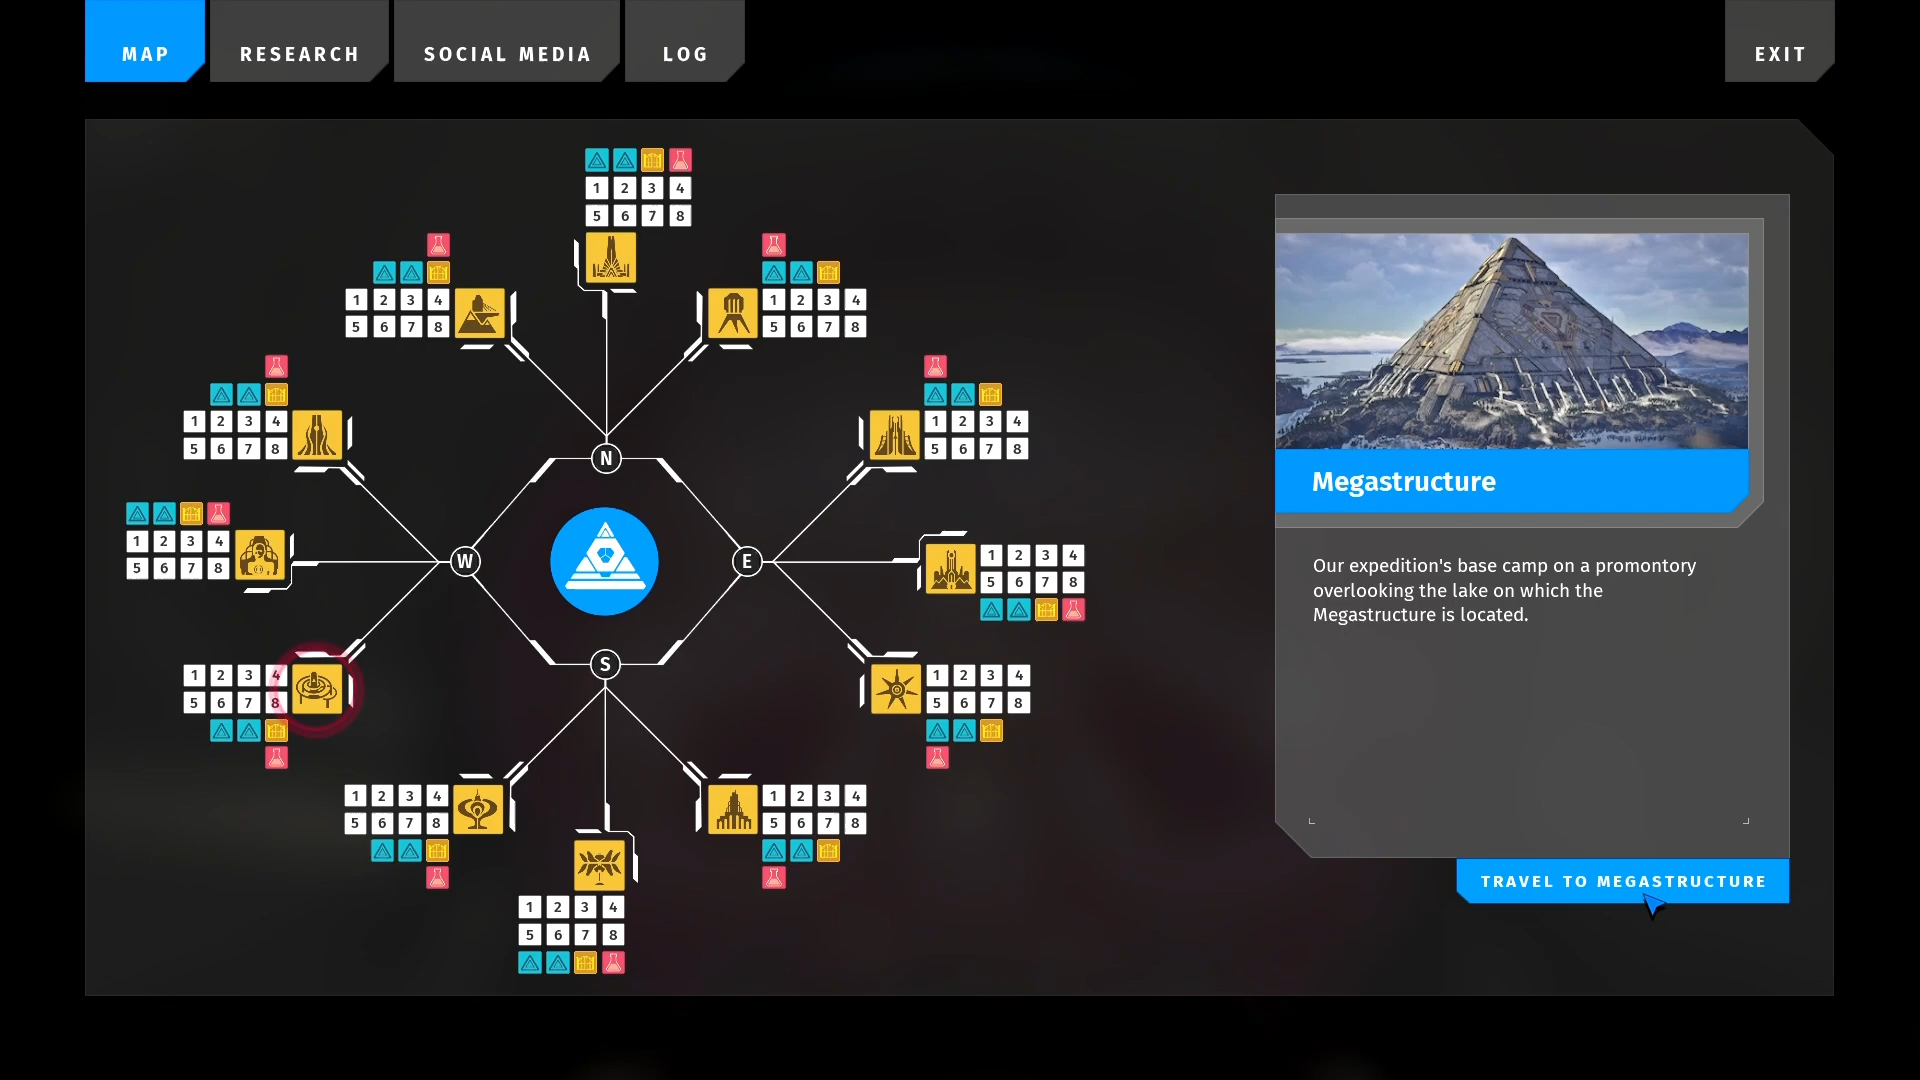 MAP RESEARCH SOCIAL MEDIA LOG EXIT
1 2 3 4
5 6 7 8
1 2 3 4
5 6 7 8
1 2 3 4
5 6 7 8
1 2 3 4
5 6 7 8
1 2 3 4
5 6 7 8
N
Megastructure
1 2 3 4
5 6 7 8
W
E
1 2 3 4
5 6 7 8
Our expedition's base camp on a promontory
overlooking the lake on which the
Megastructure is located.
S
1 2 3 4
5 6 7 8
1 2 3 4
5 6 7 8
1 2 3 4
5 6 7 8
1 2 3 4
5 6 7 8
TRAVEL TO MEGASTRUCTURE
1 2 3 4
5 6 7 8